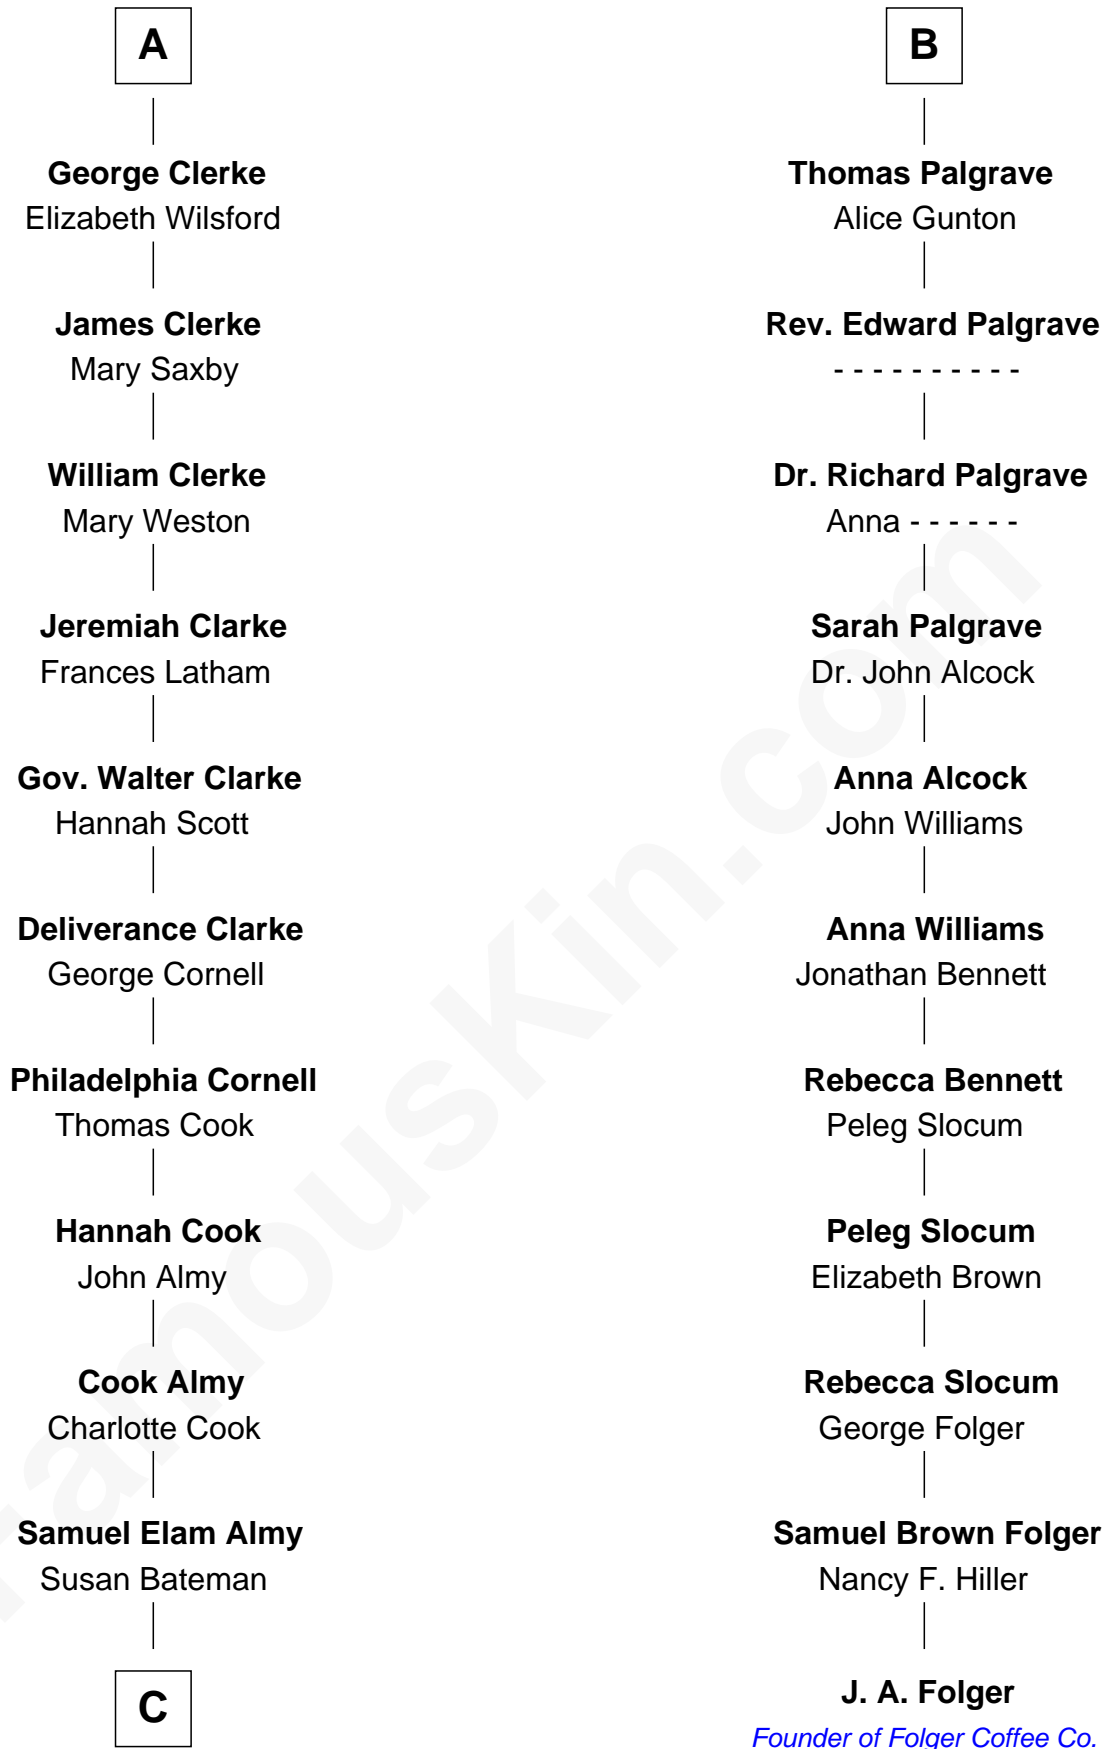 A
George Clerke
Elizabeth Wilsford
James Clerke
Mary Saxby
William Clerke
Mary Weston
Jeremiah Clarke
Frances Latham
Gov. Walter Clarke
Hannah Scott
Deliverance Clarke
George Cornell
Philadelphia Cornell
Thomas Cook
Hannah Cook
John Almy
Cook Almy
Charlotte Cook
Samuel Elam Almy
Susan Bateman
C
B
Thomas Palgrave
Alice Gunton
Rev. Edward Palgrave
- - - - - - - - - -
Dr. Richard Palgrave
Anna - - - - - -
Sarah Palgrave
Dr. John Alcock
Anna Alcock
John Williams
Anna Williams
Jonathan Bennett
Rebecca Bennett
Peleg Slocum
Peleg Slocum
Elizabeth Brown
Rebecca Slocum
George Folger
Samuel Brown Folger
Nancy F. Hiller
J. A. Folger
Founder of Folger Coffee Co.
FamousKin.com